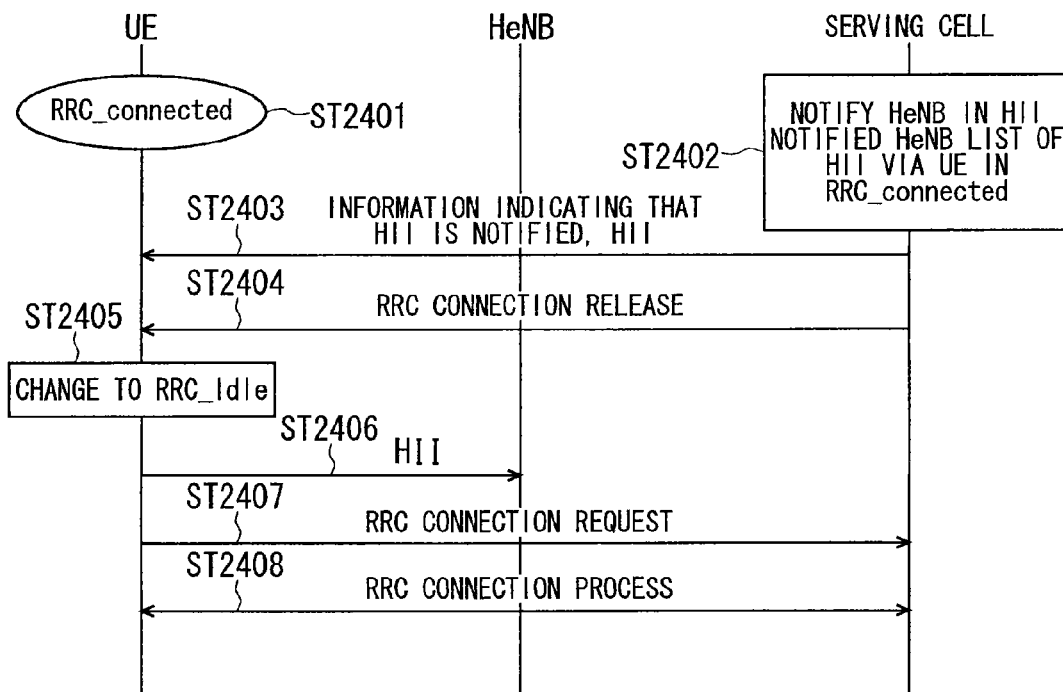 UE
HeNB
SERVING CELL
RRC_connected
ST2401
ST2402
NOTIFY HeNB IN HII
NOTIFIED HeNB LIST OF
HII VIA UE IN
RRC_connected
ST2403
INFORMATION INDICATING THAT
HII IS NOTIFIED, HII
ST2404
RRC CONNECTION RELEASE
ST2405
CHANGE TO RRC_Idle
ST2406
HII
ST2407
RRC CONNECTION REQUEST
ST2408
RRC CONNECTION PROCESS